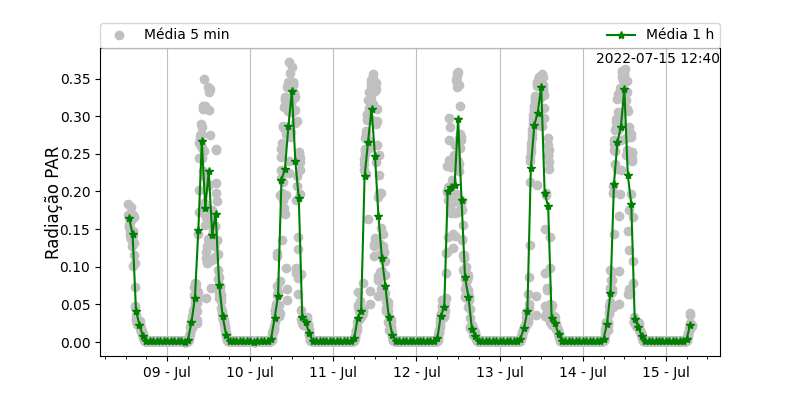 Média 5 min
Média 1 h
2022-07-15 12:40
Radiação PAR
0.35
0.30
0.25
0.20
0.15
0.10
0.05
0.00
09 - Jul
10 - Jul
11 - Jul
12 - Jul
13 - Jul
14 - Jul
15 - Jul